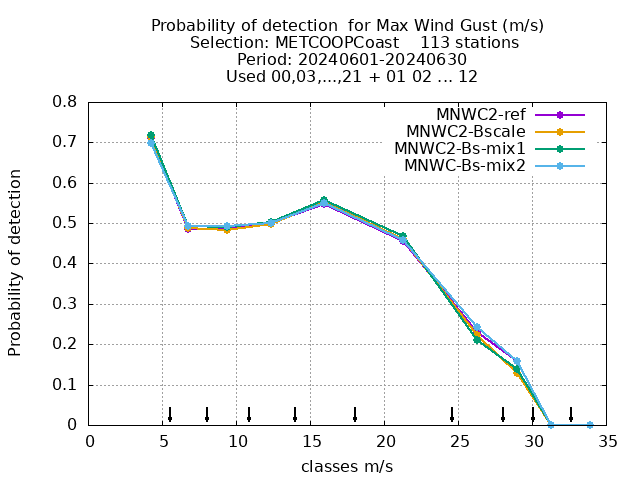 Probability of detection  for Max Wind Gust (m/s)
Selection: METCOOPCoast    113 stations
Period: 20240601-20240630
Used 00,03,...,21 + 01 02 ... 12
MNWC2-ref
MNWC2-Bscale
MNWC2-Bs-mix1
MNWC-Bs-mix2
Probability of detection
0.8
0.7
0.6
0.5
0.4
0.3
0.2
0.1
0
0 5 10 15 20 25 30 35
classes m/s